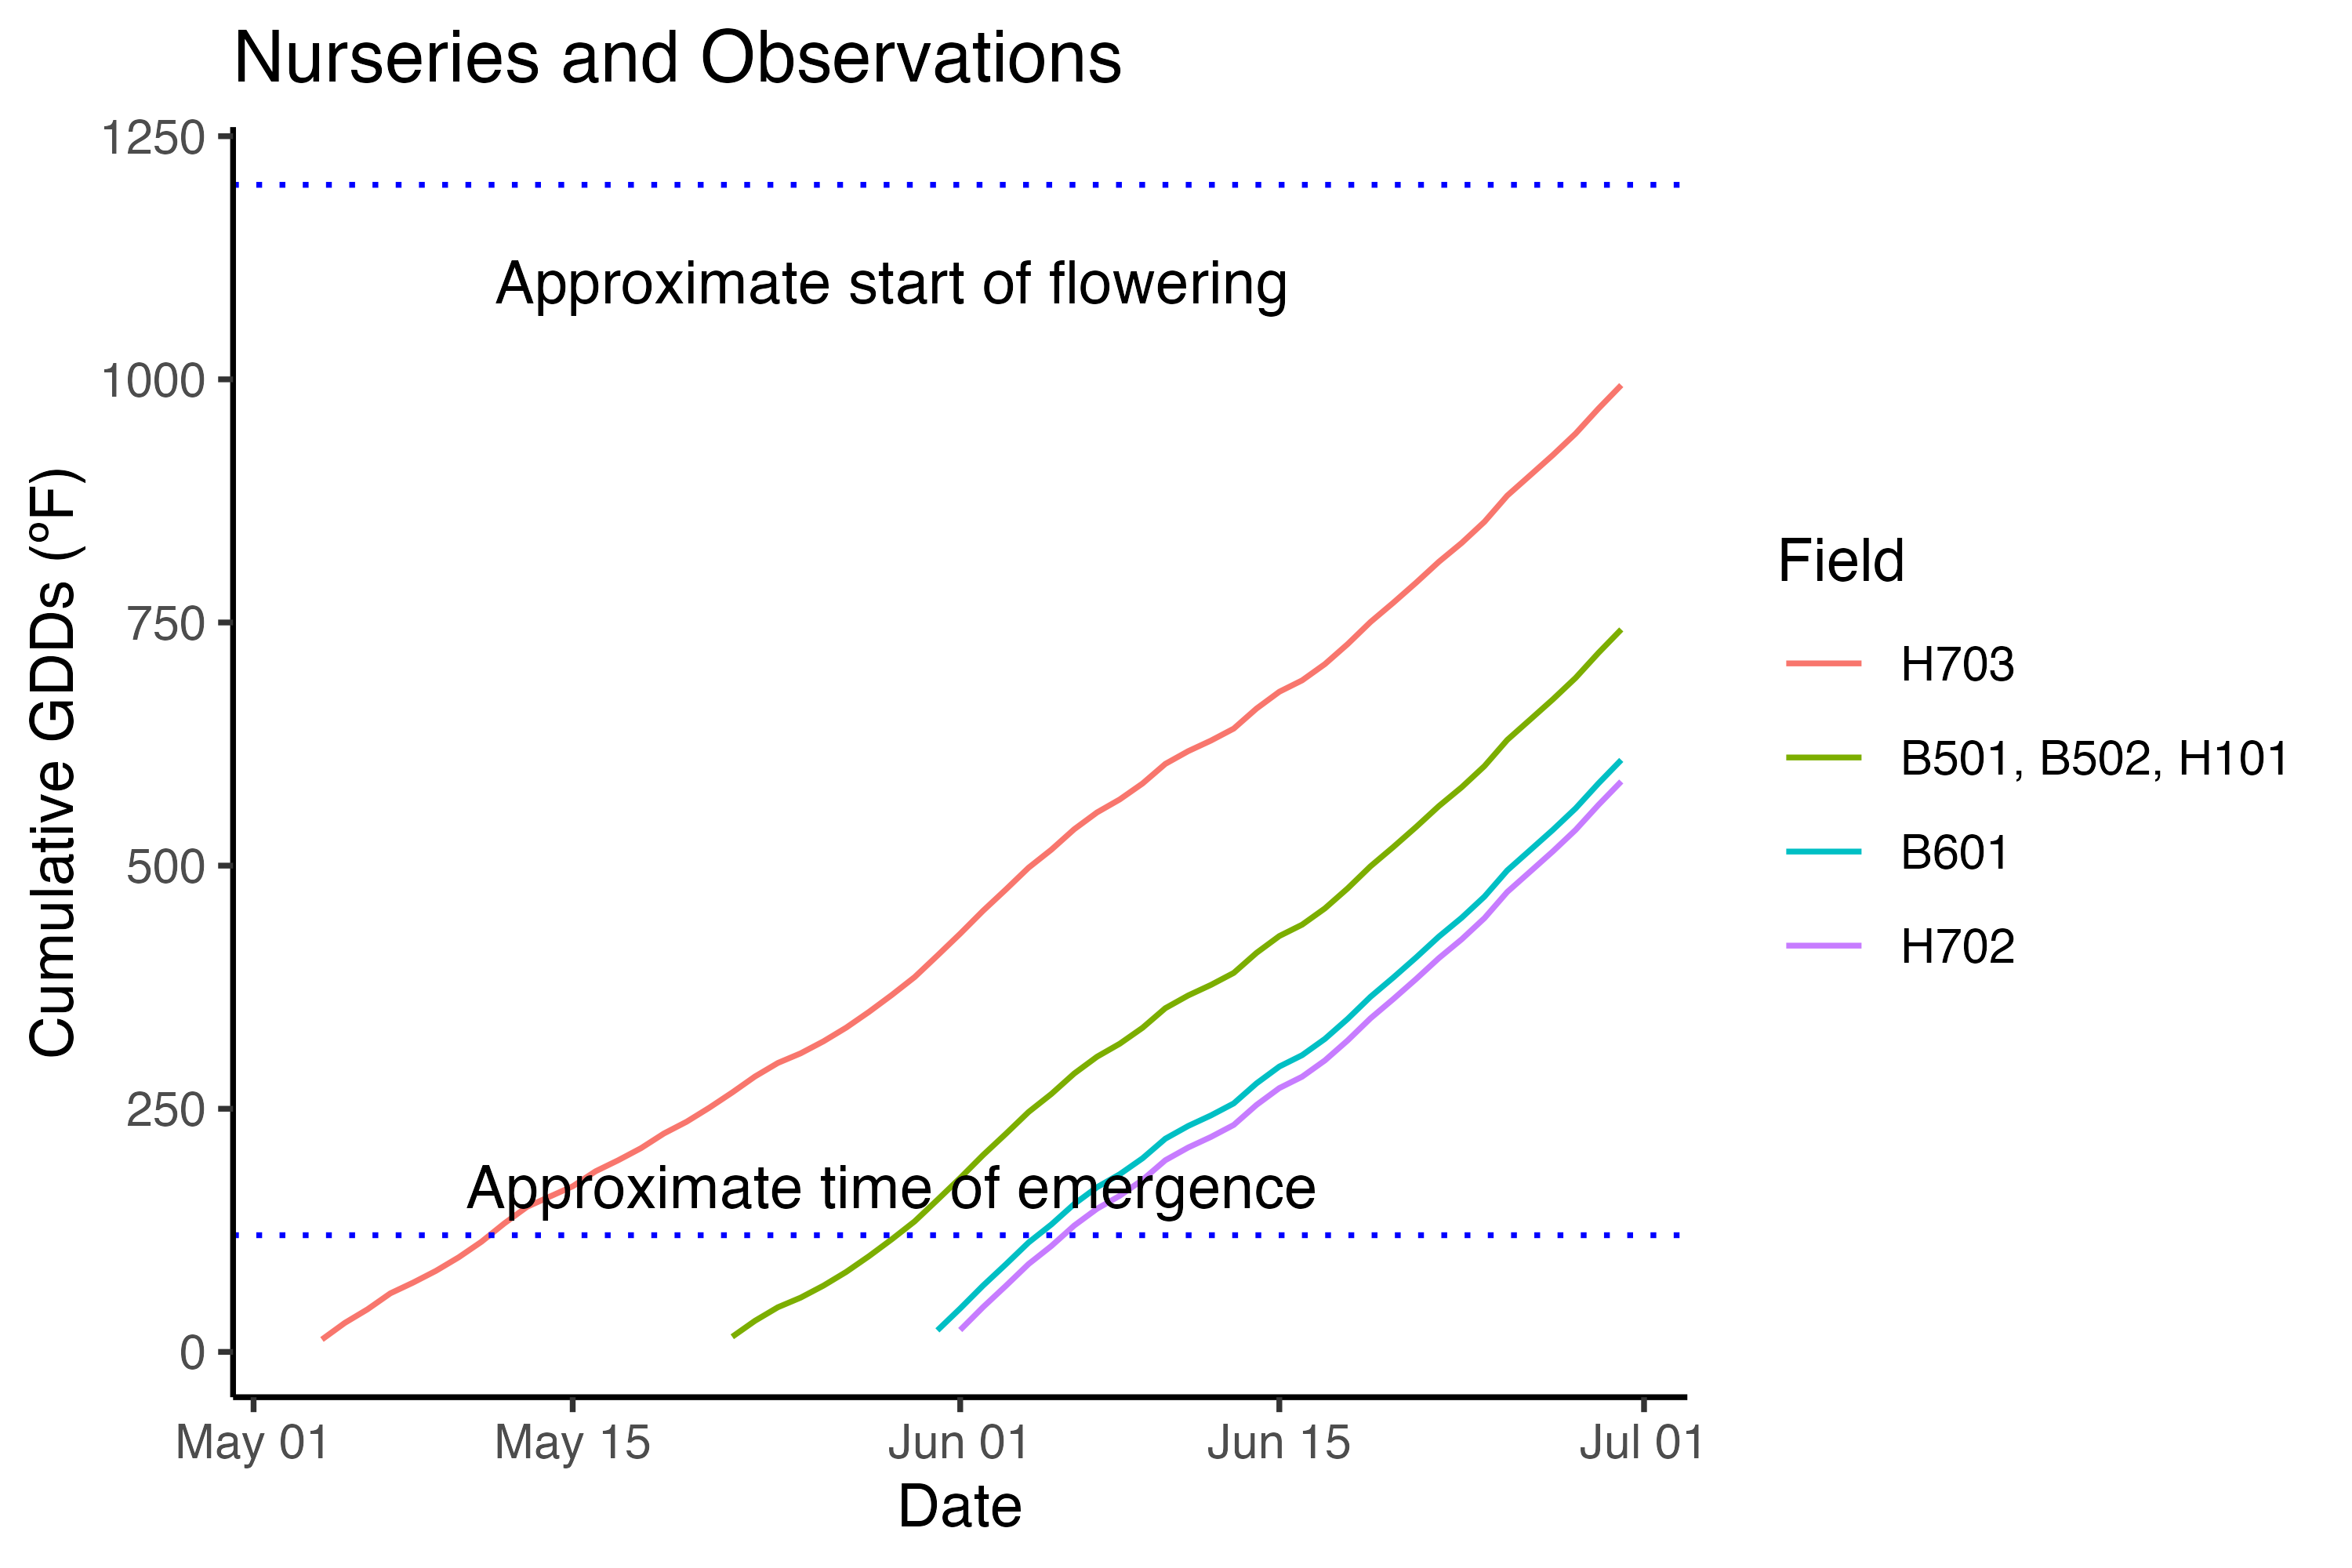 Nurseries and Observations
1250
1000
750
500
250
0
Cumulative GDDs (ºF)
Approximate start of flowering
Approximate time of emergence
May 01
May 15
Jun 01
Jun 15
Jul 01
Date
Field
H703
B501, B502, H101
B601
H702